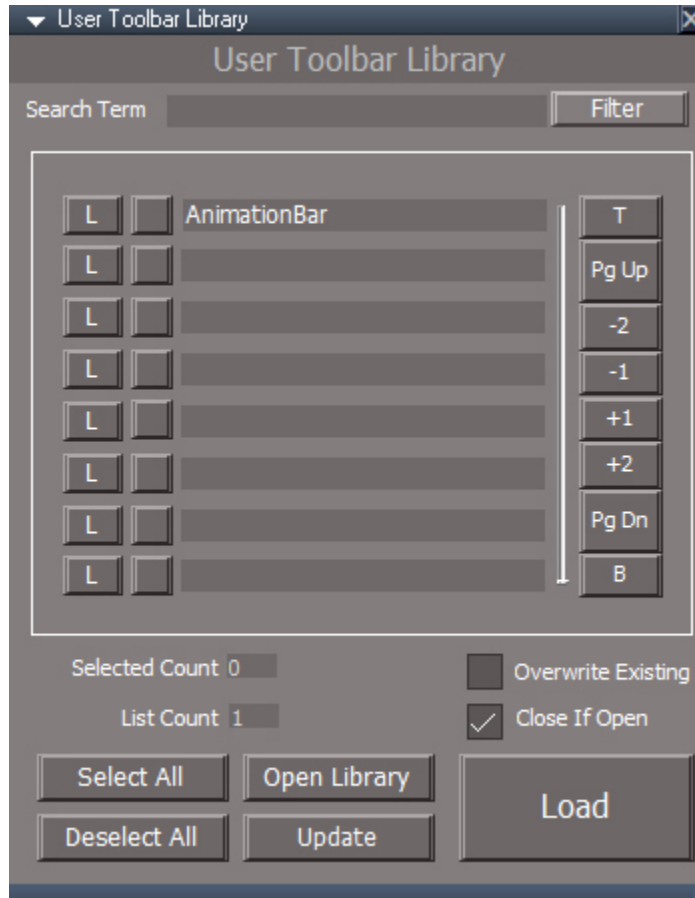 User Toolbar Library
User Toolbar Library
Search Term Filter
L AnimationBar T
L Pg Up
L -2
L -1
L +1
L +2
L Pg Dn
L B
Selected Count 0 Overwrite Existing
List Count 1 Close If Open
Select All Open Library Load
Deselect All Update